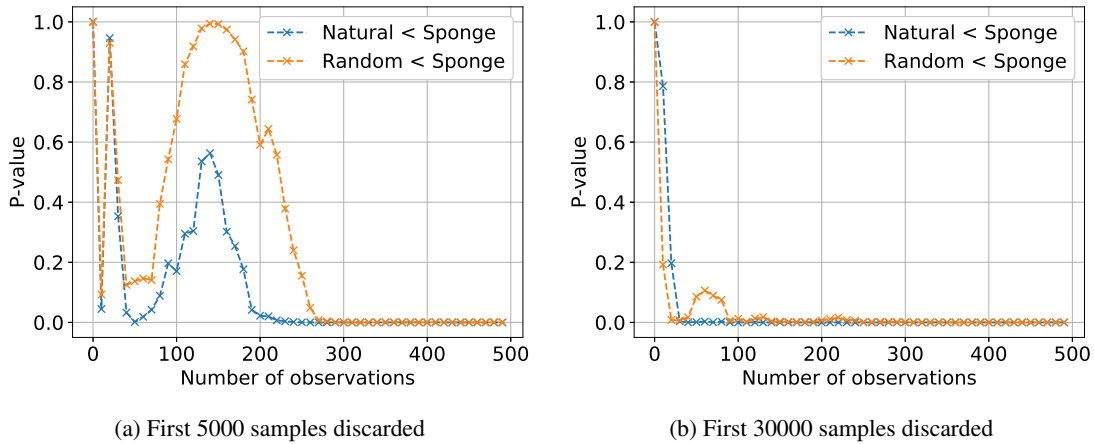 1.0
0.8
0.6
0.4
0.2
0.0
P-value
0 100 200 300 400 500
Number of observations
Natural < Sponge
Random < Sponge
(a) First 5000 samples discarded
1.0
0.8
0.6
0.4
0.2
0.0
P-value
0 100 200 300 400 500
Number of observations
Natural < Sponge
Random < Sponge
(b) First 30000 samples discarded